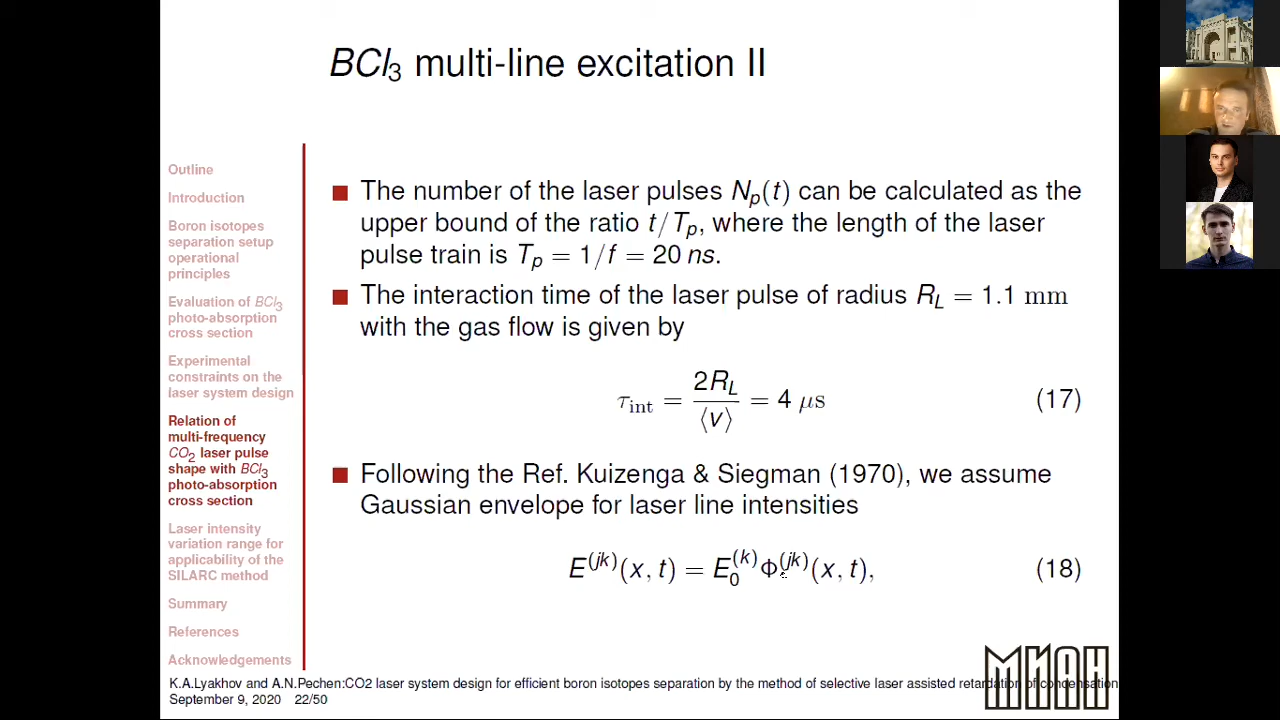 BCl3 multi-line excitation II
Outline
Introduction
Boron isotopes
separation setup
operational
principles
Evaluation of BCl3
photo-absorption
cross section
Experimental
constraints on the
laser system design
Relation of
multi-frequency
CO2 laser pulse
shape with BCl3
photo-absorption
cross section
Laser intensity
variation range for
applicability of the
SILARC method
Summary
References
Acknowledgements
■ The number of the laser pulses Np(t) can be calculated as the
upper bound of the ratio t/Tp, where the length of the laser
pulse train is Tp = 1/f = 20 ns.
■ The interaction time of the laser pulse of radius RL = 1.1 mm
with the gas flow is given by
τint = 2RL / ⟨v⟩ = 4 μs (17)
■ Following the Ref. Kuizenga & Siegman (1970), we assume
Gaussian envelope for laser line intensities
E^(jk)(x, t) = E0^(k) Φ^(jk)(x, t), (18)
МИАН
K.A.Lyakhov and A.N.Pechen:CO2 laser system design for efficient boron isotopes separation by the method of selective laser assisted retardation of condensation
September 9, 2020 22/50